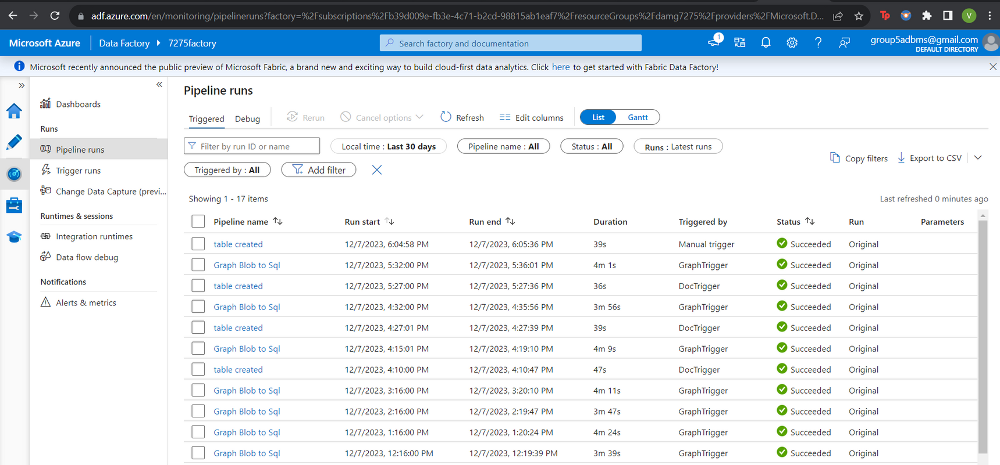 adf.azure.com/en/monitoring/pipelineruns?factory=%2Fsubscriptions%2Fb39d009e-fb3e-4c71-b2cd-98815ab1eaf7%2FresourceGroups%2Fdamg7275%2Fproviders%2FMicrosoft.D...
Tp
V
Microsoft Azure
Data Factory
7275factory
Search factory and documentation
1
group5adbms@gmail.com
DEFAULT DIRECTORY
Microsoft recently announced the public preview of Microsoft Fabric, a brand new and exciting way to build cloud-first data analytics. Click here to get started with Fabric Data Factory!
Dashboards
Runs
Pipeline runs
Trigger runs
Change Data Capture (previ...
Runtimes & sessions
Integration runtimes
Data flow debug
Notifications
Alerts & metrics
Pipeline runs
Triggered Debug Rerun Cancel options Refresh Edit columns List Gantt
Filter by run ID or name Local time : Last 30 days Pipeline name : All Status : All Runs : Latest runs
Triggered by : All Add filter
Copy filters Export to CSV
Showing 1 - 17 items
Last refreshed 0 minutes ago
Pipeline name Run start Run end Duration Triggered by Status Run Parameters
table created 12/7/2023, 6:04:58 PM 12/7/2023, 6:05:36 PM 39s Manual trigger Succeeded Original
Graph Blob to Sql 12/7/2023, 5:32:00 PM 12/7/2023, 5:36:01 PM 4m 1s GraphTrigger Succeeded Original
table created 12/7/2023, 5:27:00 PM 12/7/2023, 5:27:36 PM 36s DocTrigger Succeeded Original
Graph Blob to Sql 12/7/2023, 4:32:00 PM 12/7/2023, 4:35:56 PM 3m 56s GraphTrigger Succeeded Original
table created 12/7/2023, 4:27:01 PM 12/7/2023, 4:27:39 PM 39s DocTrigger Succeeded Original
Graph Blob to Sql 12/7/2023, 4:15:01 PM 12/7/2023, 4:19:10 PM 4m 9s GraphTrigger Succeeded Original
table created 12/7/2023, 4:10:00 PM 12/7/2023, 4:10:47 PM 47s DocTrigger Succeeded Original
Graph Blob to Sql 12/7/2023, 3:16:00 PM 12/7/2023, 3:20:10 PM 4m 11s GraphTrigger Succeeded Original
Graph Blob to Sql 12/7/2023, 2:16:00 PM 12/7/2023, 2:19:47 PM 3m 47s GraphTrigger Succeeded Original
Graph Blob to Sql 12/7/2023, 1:16:00 PM 12/7/2023, 1:20:24 PM 4m 24s GraphTrigger Succeeded Original
Graph Blob to Sql 12/7/2023, 12:16:00 PM 12/7/2023, 12:19:39 PM 3m 39s GraphTrigger Succeeded Original